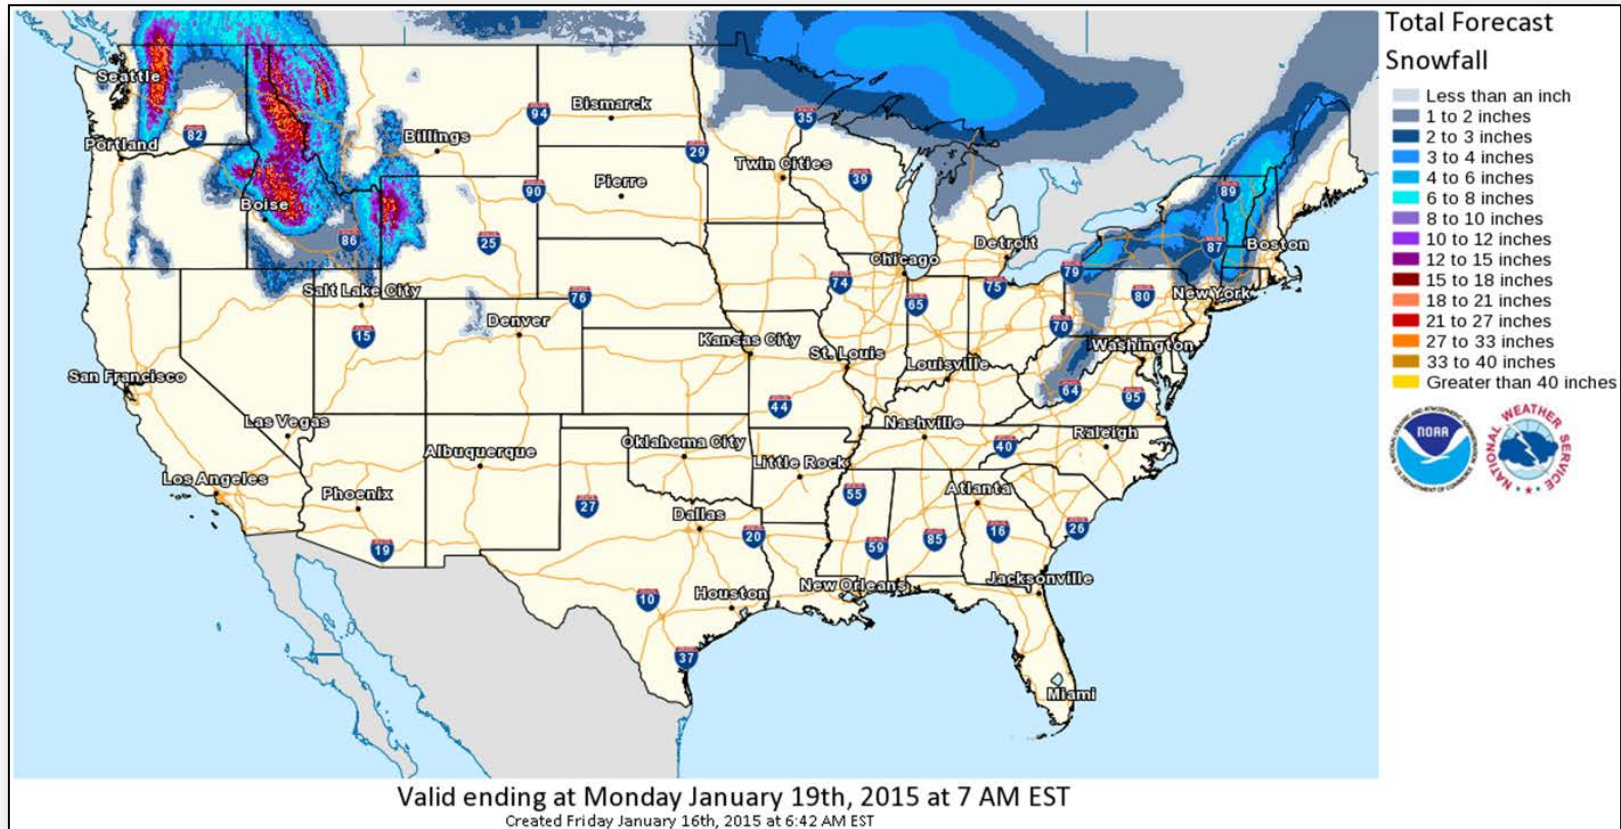 Total Forecast
Snowfall
Less than an inch
1 to 2 inches
2 to 3 inches
3 to 4 inches
4 to 6 inches
6 to 8 inches
8 to 10 inches
10 to 12 inches
12 to 15 inches
15 to 18 inches
18 to 21 inches
21 to 27 inches
27 to 33 inches
33 to 40 inches
Greater than 40 inches
NOAA
NATIONAL WEATHER SERVICE
Seattle
Portland
82
Billings
94
Bismarck
29
35
Twin Cities
39
90
Pierre
Boise
86
25
89
87
Boston
Detroit
Chicago
79
74
65
75
80
New York
Salt Lake City
76
Denver
15
70
Washington
Kansas City
St. Louis
Louisville
San Francisco
64
95
44
Las Vegas
Nashville
Raleigh
40
Albuquerque
Oklahoma City
Little Rock
Los Angeles
Phoenix
Atlanta
55
27
Dallas
20
59
85
16
26
19
Jacksonville
New Orleans
Houston
10
37
Miami
Valid ending at Monday January 19th, 2015 at 7 AM EST
Created Friday January 16th, 2015 at 6:42 AM EST